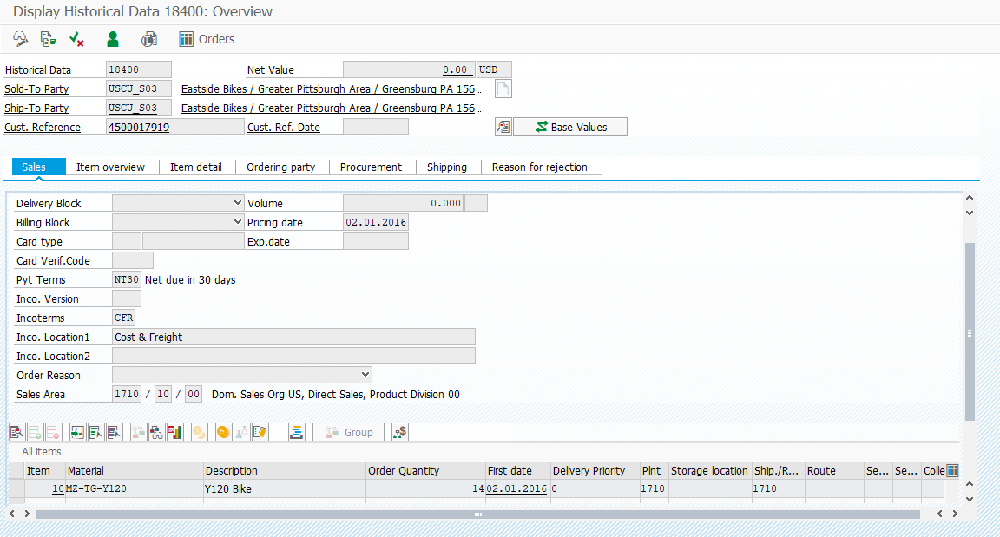 Display Historical Data 18400: Overview
Orders
Historical Data 18400 Net Value 0.00 USD
Sold-To Party USCU_S03 Eastside Bikes / Greater Pittsburgh Area / Greensburg PA 156...
Ship-To Party USCU_S03 Eastside Bikes / Greater Pittsburgh Area / Greensburg PA 156...
Cust. Reference 4500017919 Cust. Ref. Date Base Values
Sales Item overview Item detail Ordering party Procurement Shipping Reason for rejection
Delivery Block Volume 0.000
Billing Block Pricing date 02.01.2016
Card type Exp.date
Card Verif.Code
Pyt Terms NT30 Net due in 30 days
Inco. Version
Incoterms CFR
Inco. Location1 Cost & Freight
Inco. Location2
Order Reason
Sales Area 1710 / 10 / 00 Dom. Sales Org US, Direct Sales, Product Division 00
Group
All items
Item Material Description Order Quantity First date Delivery Priority Plnt Storage location Ship./R... Route Se... Se... Colle
10 MZ-TG-Y120 Y120 Bike 14 02.01.2016 0 1710 1710